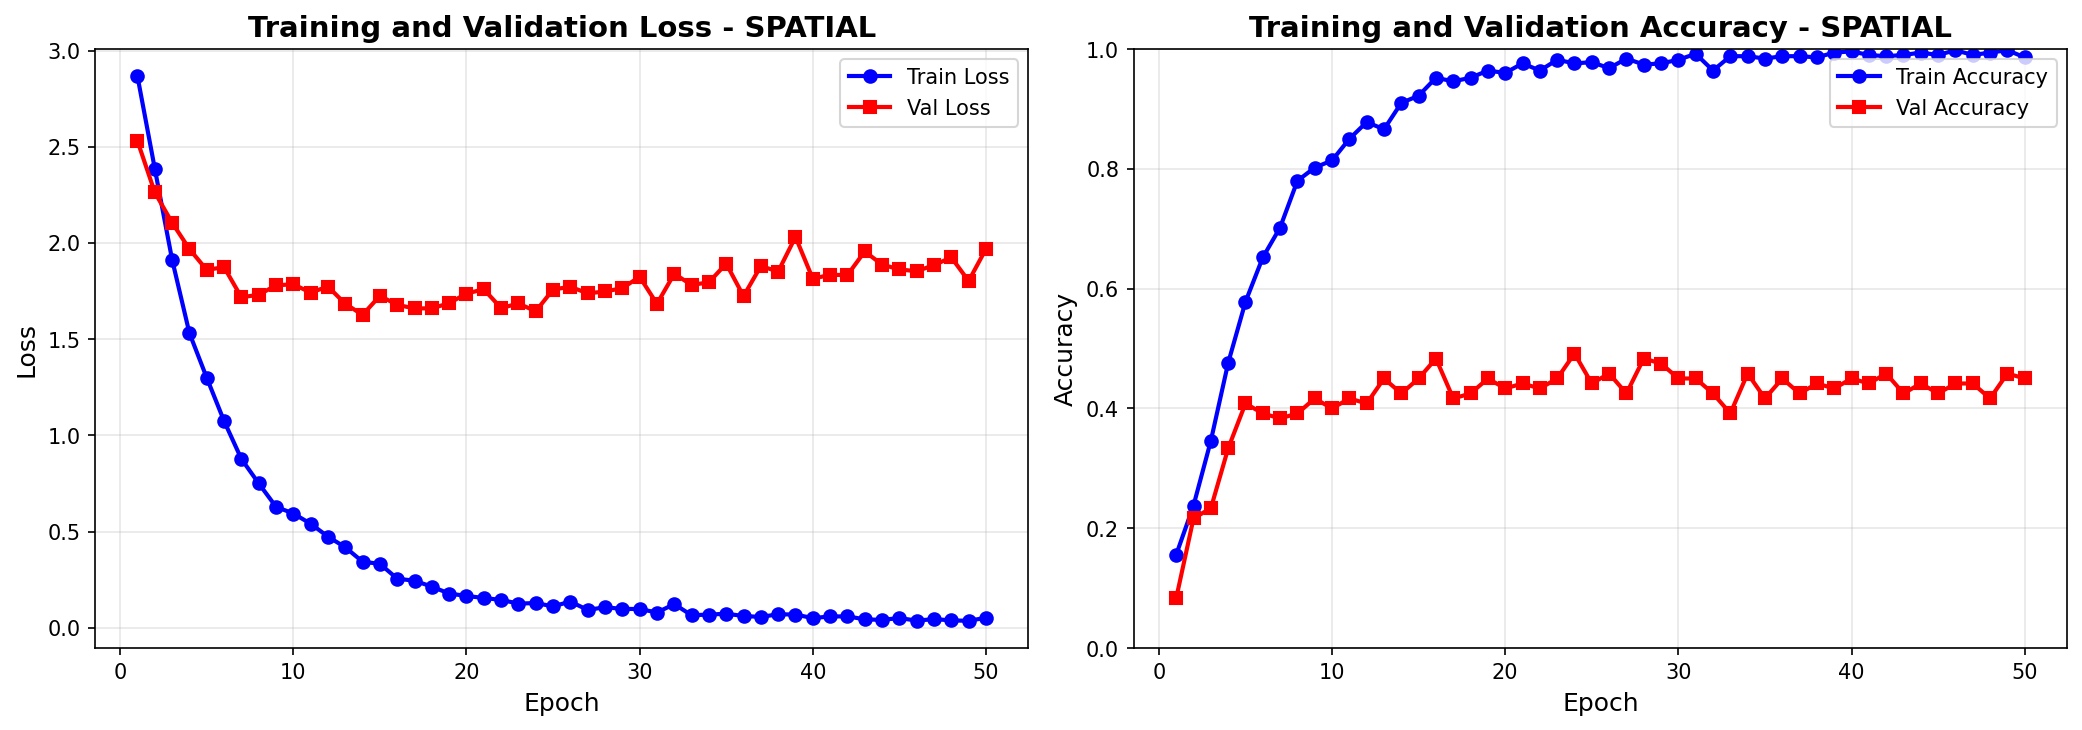 Training and Validation Loss - SPATIAL
3.0
2.5
2.0
1.5
1.0
0.5
0.0
Loss
Train Loss
Val Loss
0 10 20 30 40 50
Epoch
Training and Validation Accuracy - SPATIAL
1.0
0.8
0.6
0.4
0.2
0.0
Accuracy
Train Accuracy
Val Accuracy
0 10 20 30 40 50
Epoch